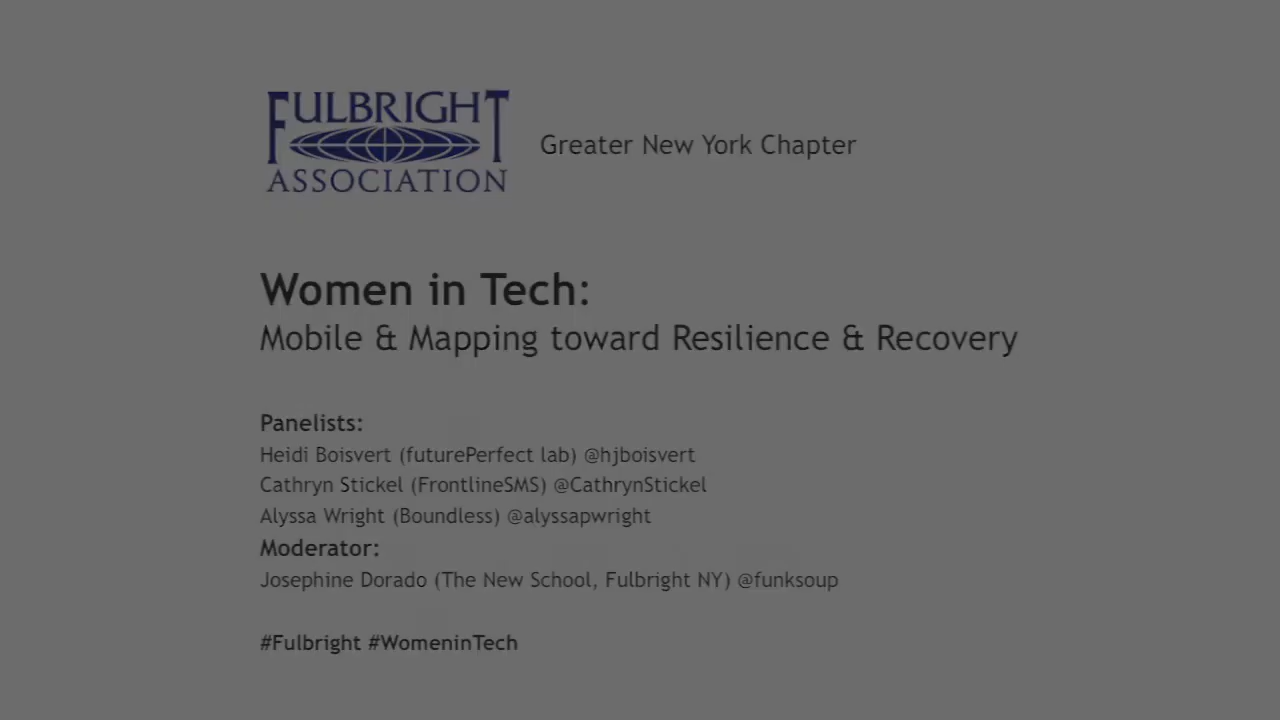 FULBRIGHT
ASSOCIATION
Greater New York Chapter
Women in Tech:
Mobile & Mapping toward Resilience & Recovery
Panelists:
Heidi Boisvert (futurePerfect lab) @hjboisvert
Cathryn Stickel (FrontlineSMS) @CathrynStickel
Alyssa Wright (Boundless) @alyssapwright
Moderator:
Josephine Dorado (The New School, Fulbright NY) @funksoup
#Fulbright #WomeninTech